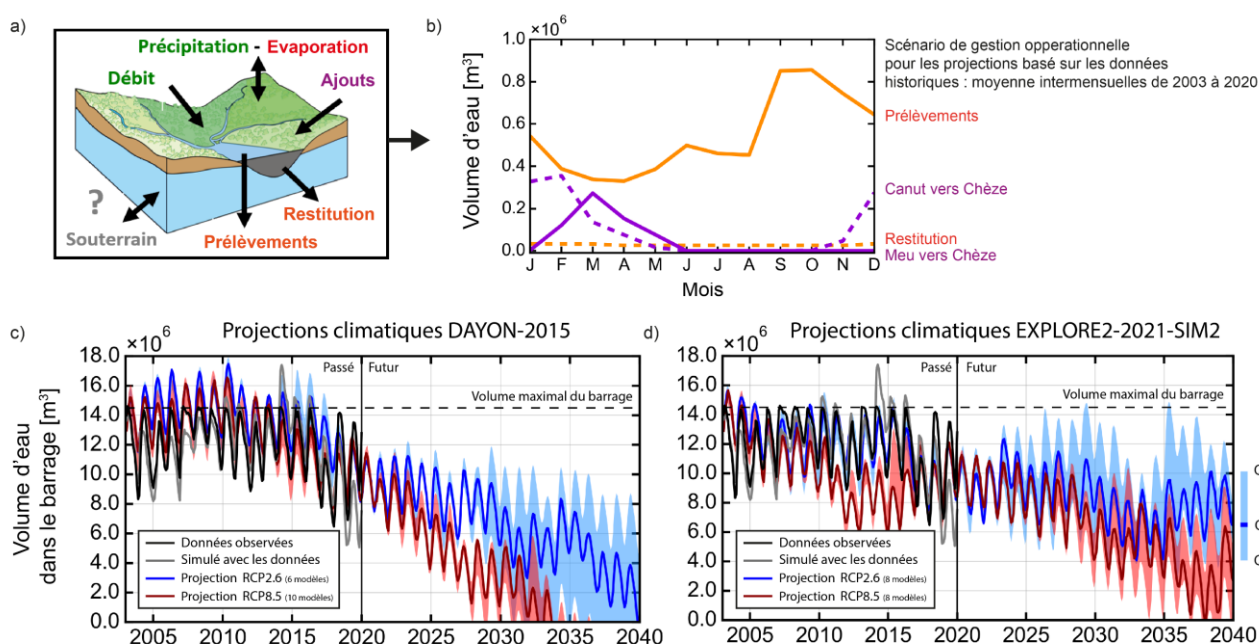 a)
Précipitation - Evaporation
Débit
Ajouts
?
Souterrain
Restitution
Prélèvements
b)
×10⁶
1.0
0.8
0.6
0.4
0.2
0.0
Volume d'eau [m³]
J F M A M J J A S O N D
Mois
Scénario de gestion opperationnelle
pour les projections basé sur les données
historiques : moyenne intermensuelles de 2003 à 2020
Prélèvements
Canut vers Chèze
Restitution
Meu vers Chèze
c)
Projections climatiques DAYON-2015
×10⁶
18.0
16.0
14.0
12.0
10.0
8.0
6.0
4.0
2.0
0.0
Volume d'eau
dans le barrage [m³]
Passé
Futur
Volume maximal du barrage
Données observées
Simulé avec les données
Projection RCP2.6 (6 modèles)
Projection RCP8.5 (10 modèles)
2005 2010 2015 2020 2025 2030 2035 2040
d)
Projections climatiques EXPLORE2-2021-SIM2
×10⁶
18.0
16.0
14.0
12.0
10.0
8.0
6.0
4.0
2.0
0.0
Passé
Futur
Volume maximal du barrage
Données observées
Simulé avec les données
Projection RCP2.6 (8 modèles)
Projection RCP8.5 (8 modèles)
2005 2010 2015 2020 2025 2030 2035 2040